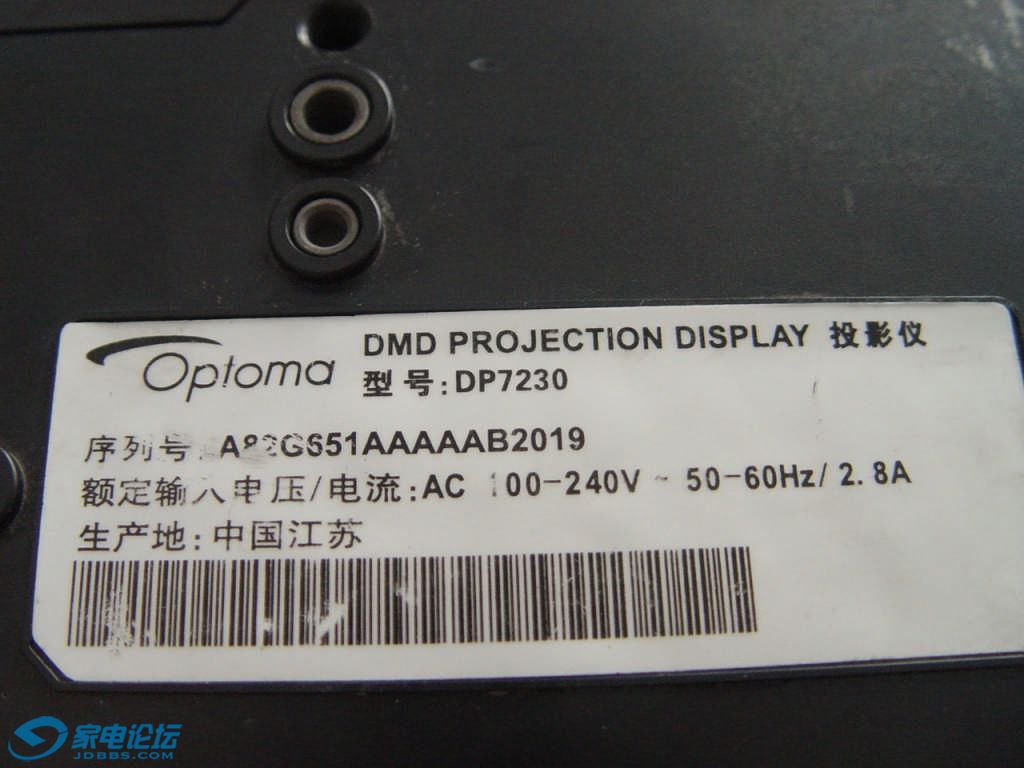 Optoma
DMD PROJECTION DISPLAY 投影仪
型号:DP7230
序列号:A82GS51AAAAAB2019
额定输入电压/电流:AC 100-240V ~ 50-60Hz/ 2.8A
生产地:中国江苏
家电论坛
JDBBS.COM